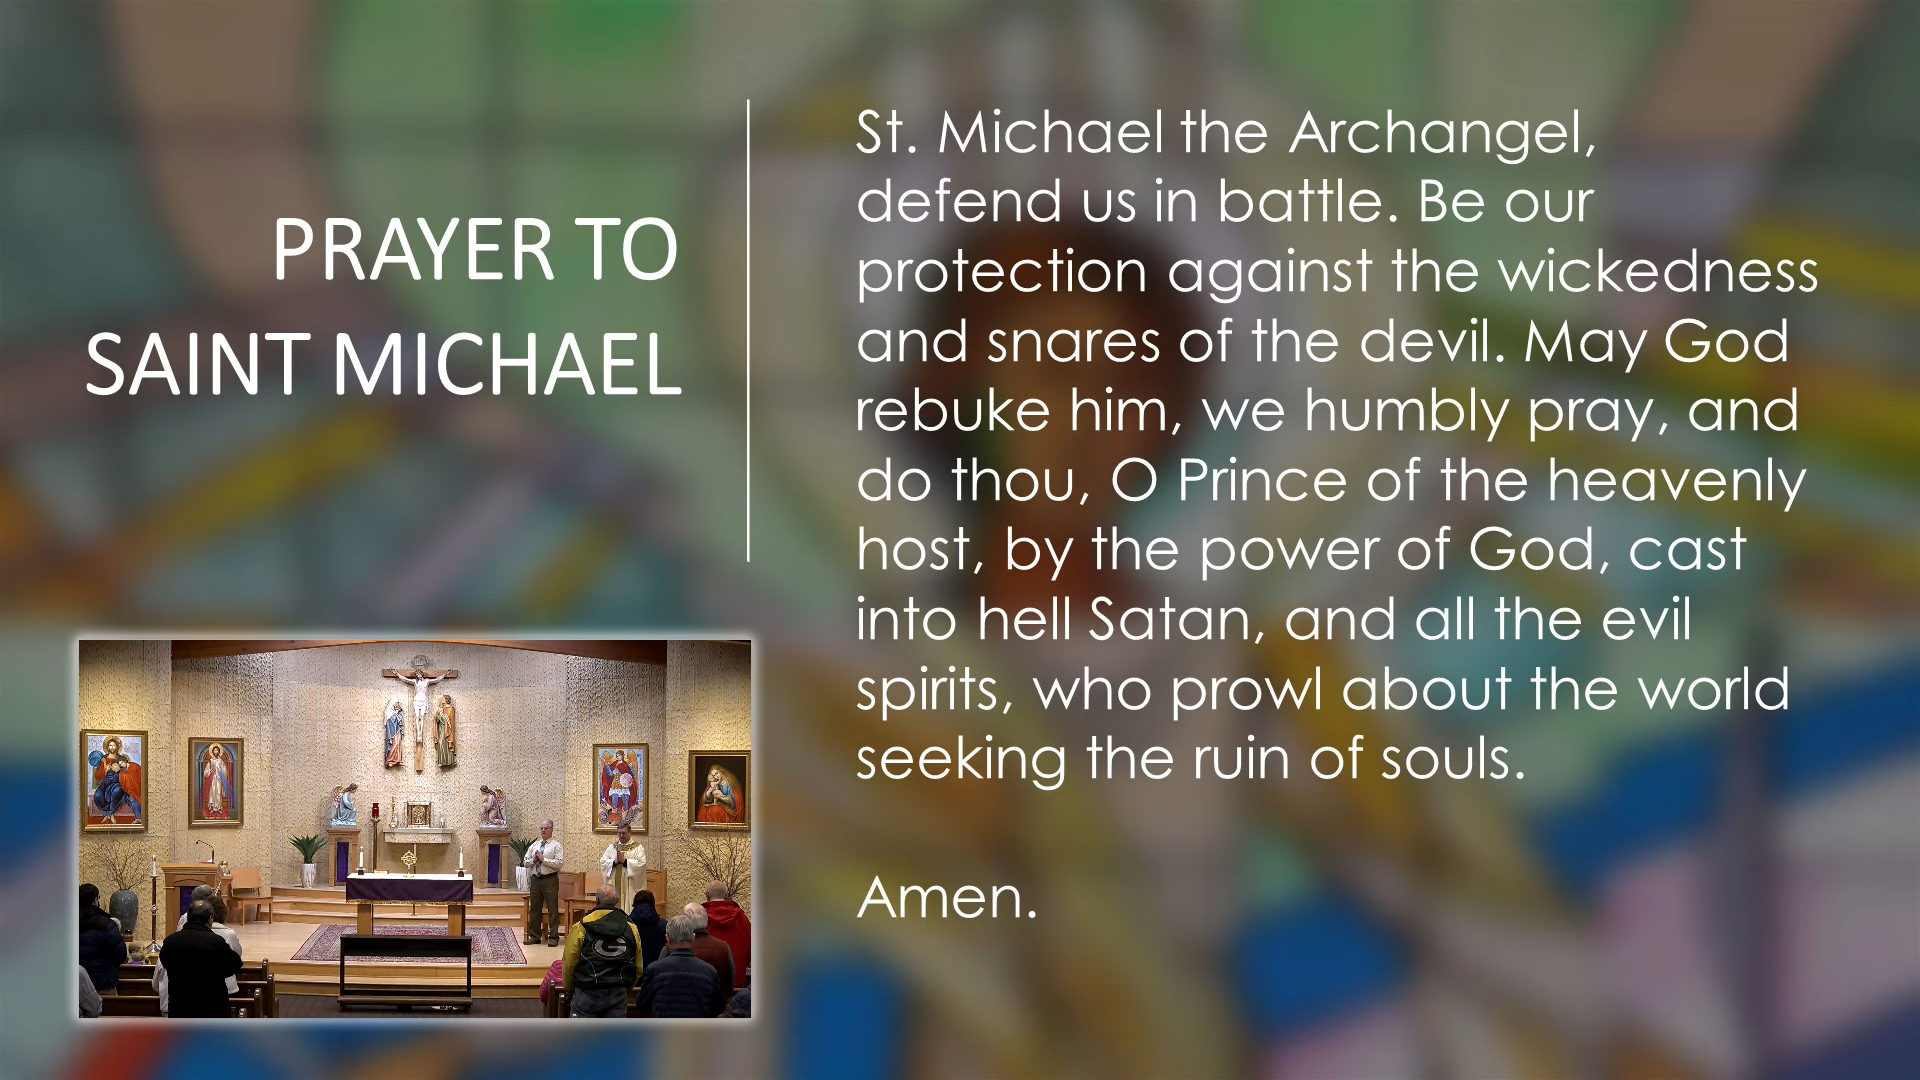 PRAYER TO
SAINT MICHAEL
St. Michael the Archangel,
defend us in battle. Be our
protection against the wickedness
and snares of the devil. May God
rebuke him, we humbly pray, and
do thou, O Prince of the heavenly
host, by the power of God, cast
into hell Satan, and all the evil
spirits, who prowl about the world
seeking the ruin of souls.
Amen.
G